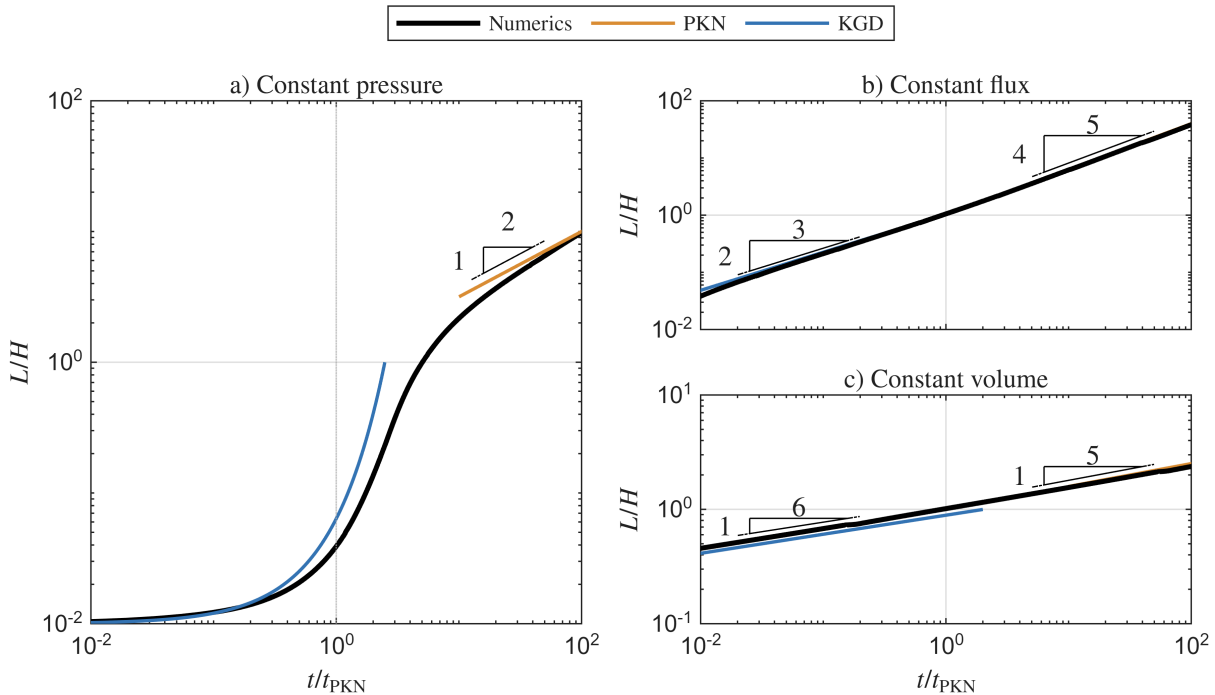 Numerics PKN KGD
a) Constant pressure
10^2
10^0
10^-2
L/H
1
2
10^-2 10^0 10^2
t/t_PKN
b) Constant flux
10^2
10^0
10^-2
L/H
2
3
4
5
c) Constant volume
10^1
10^0
10^-1
L/H
1
6
1
5
10^-2 10^0 10^2
t/t_PKN